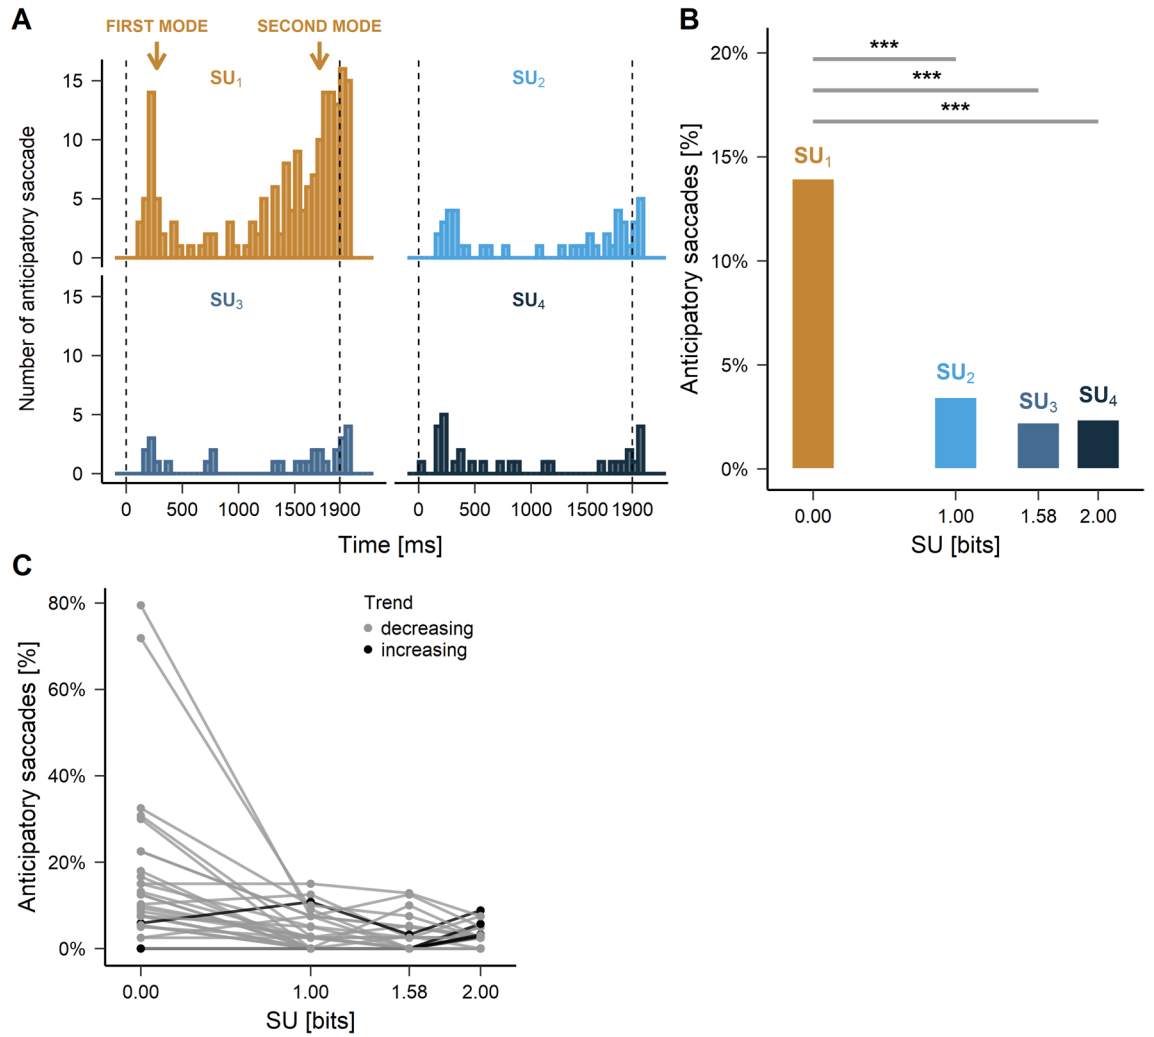 A
FIRST MODE SECOND MODE
SU1
SU2
15
10
5
0
SU3
SU4
15
10
5
0
Number of anticipatory saccade
0 500 1000 1500 1900
0 500 1000 1500 1900
Time [ms]
B
20%
15%
10%
5%
0%
Anticipatory saccades [%]
***
***
***
SU1
SU2
SU3
SU4
0.00 1.00 1.58 2.00
SU [bits]
C
80%
60%
40%
20%
0%
Anticipatory saccades [%]
Trend
decreasing
increasing
0.00 1.00 1.58 2.00
SU [bits]